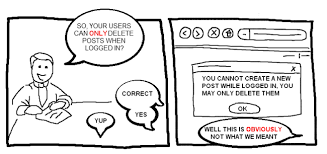 SO, YOUR USERS
CAN ONLY DELETE
POSTS WHEN
LOGGED IN?
CORRECT
YES
YUP
YOU CANNOT CREATE A NEW
POST WHILE LOGGED IN, YOU
MAY ONLY DELETE THEM
OK
WELL THIS IS OBVIOUSLY
NOT WHAT WE MEANT